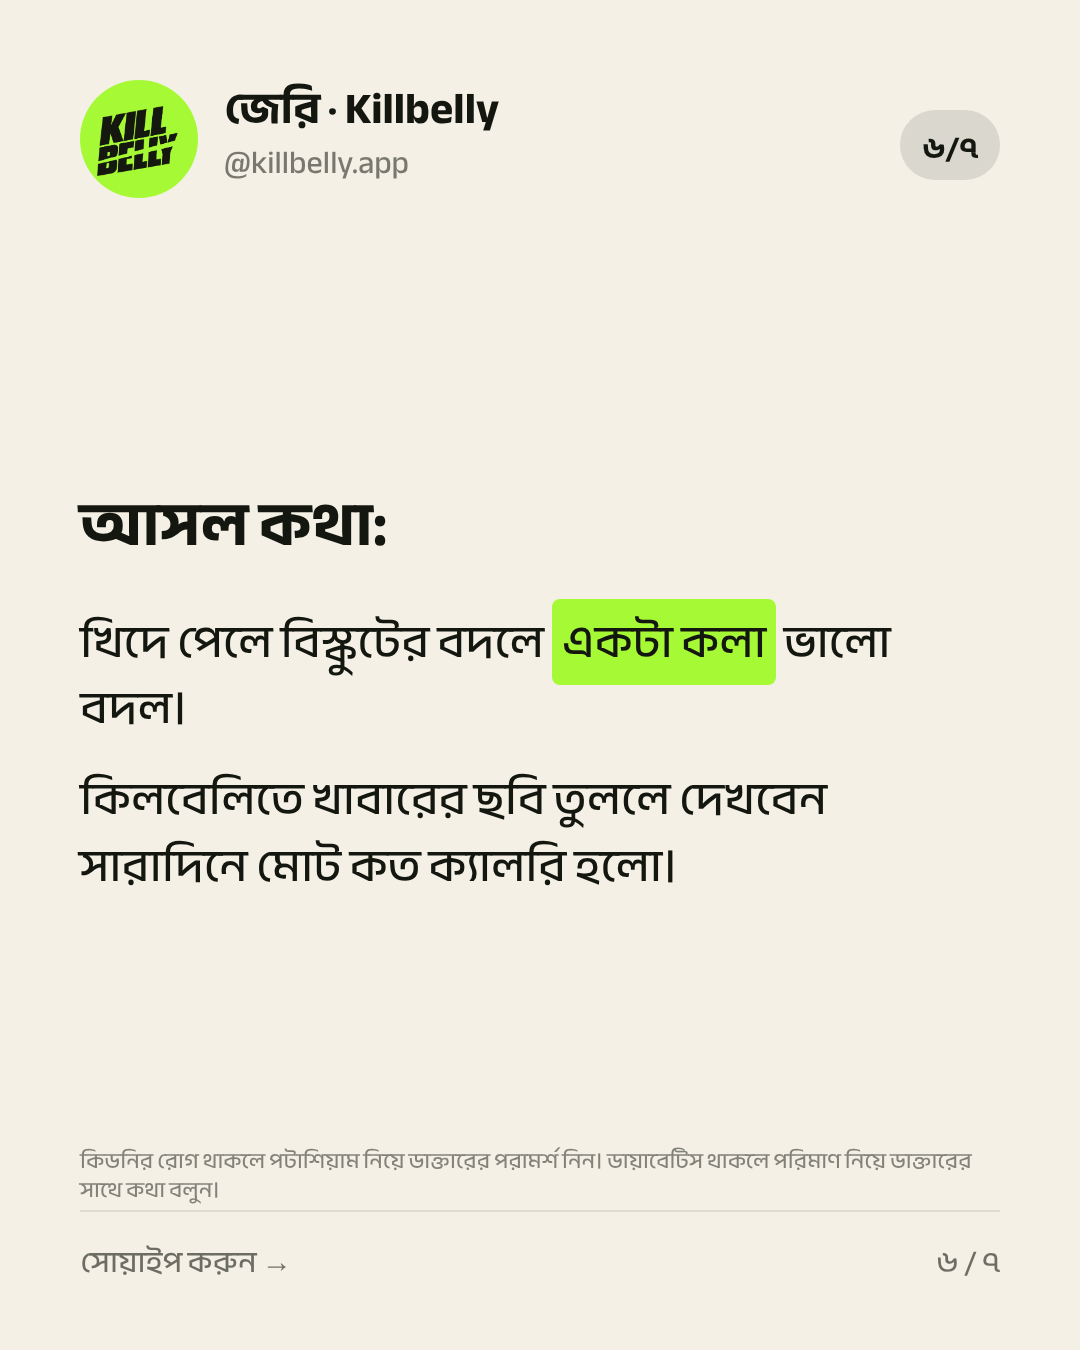 KILL
BELLY
জেরি · Killbelly
@killbelly.app
৬/৭
আসল কথা:
খিদে পেলে বিস্কুটের বদলে একটা কলা ভালো
বদল।
কিলবেলিতে খাবারের ছবি তুললে দেখবেন
সারাদিনে মোট কত ক্যালরি হলো।
কিডনির রোগ থাকলে পটাশিয়াম নিয়ে ডাক্তারের পরামর্শ নিন। ডায়াবেটিস থাকলে পরিমাণ নিয়ে ডাক্তারের
সাথে কথা বলুন।
সোয়াইপ করুন →
৬ / ৭